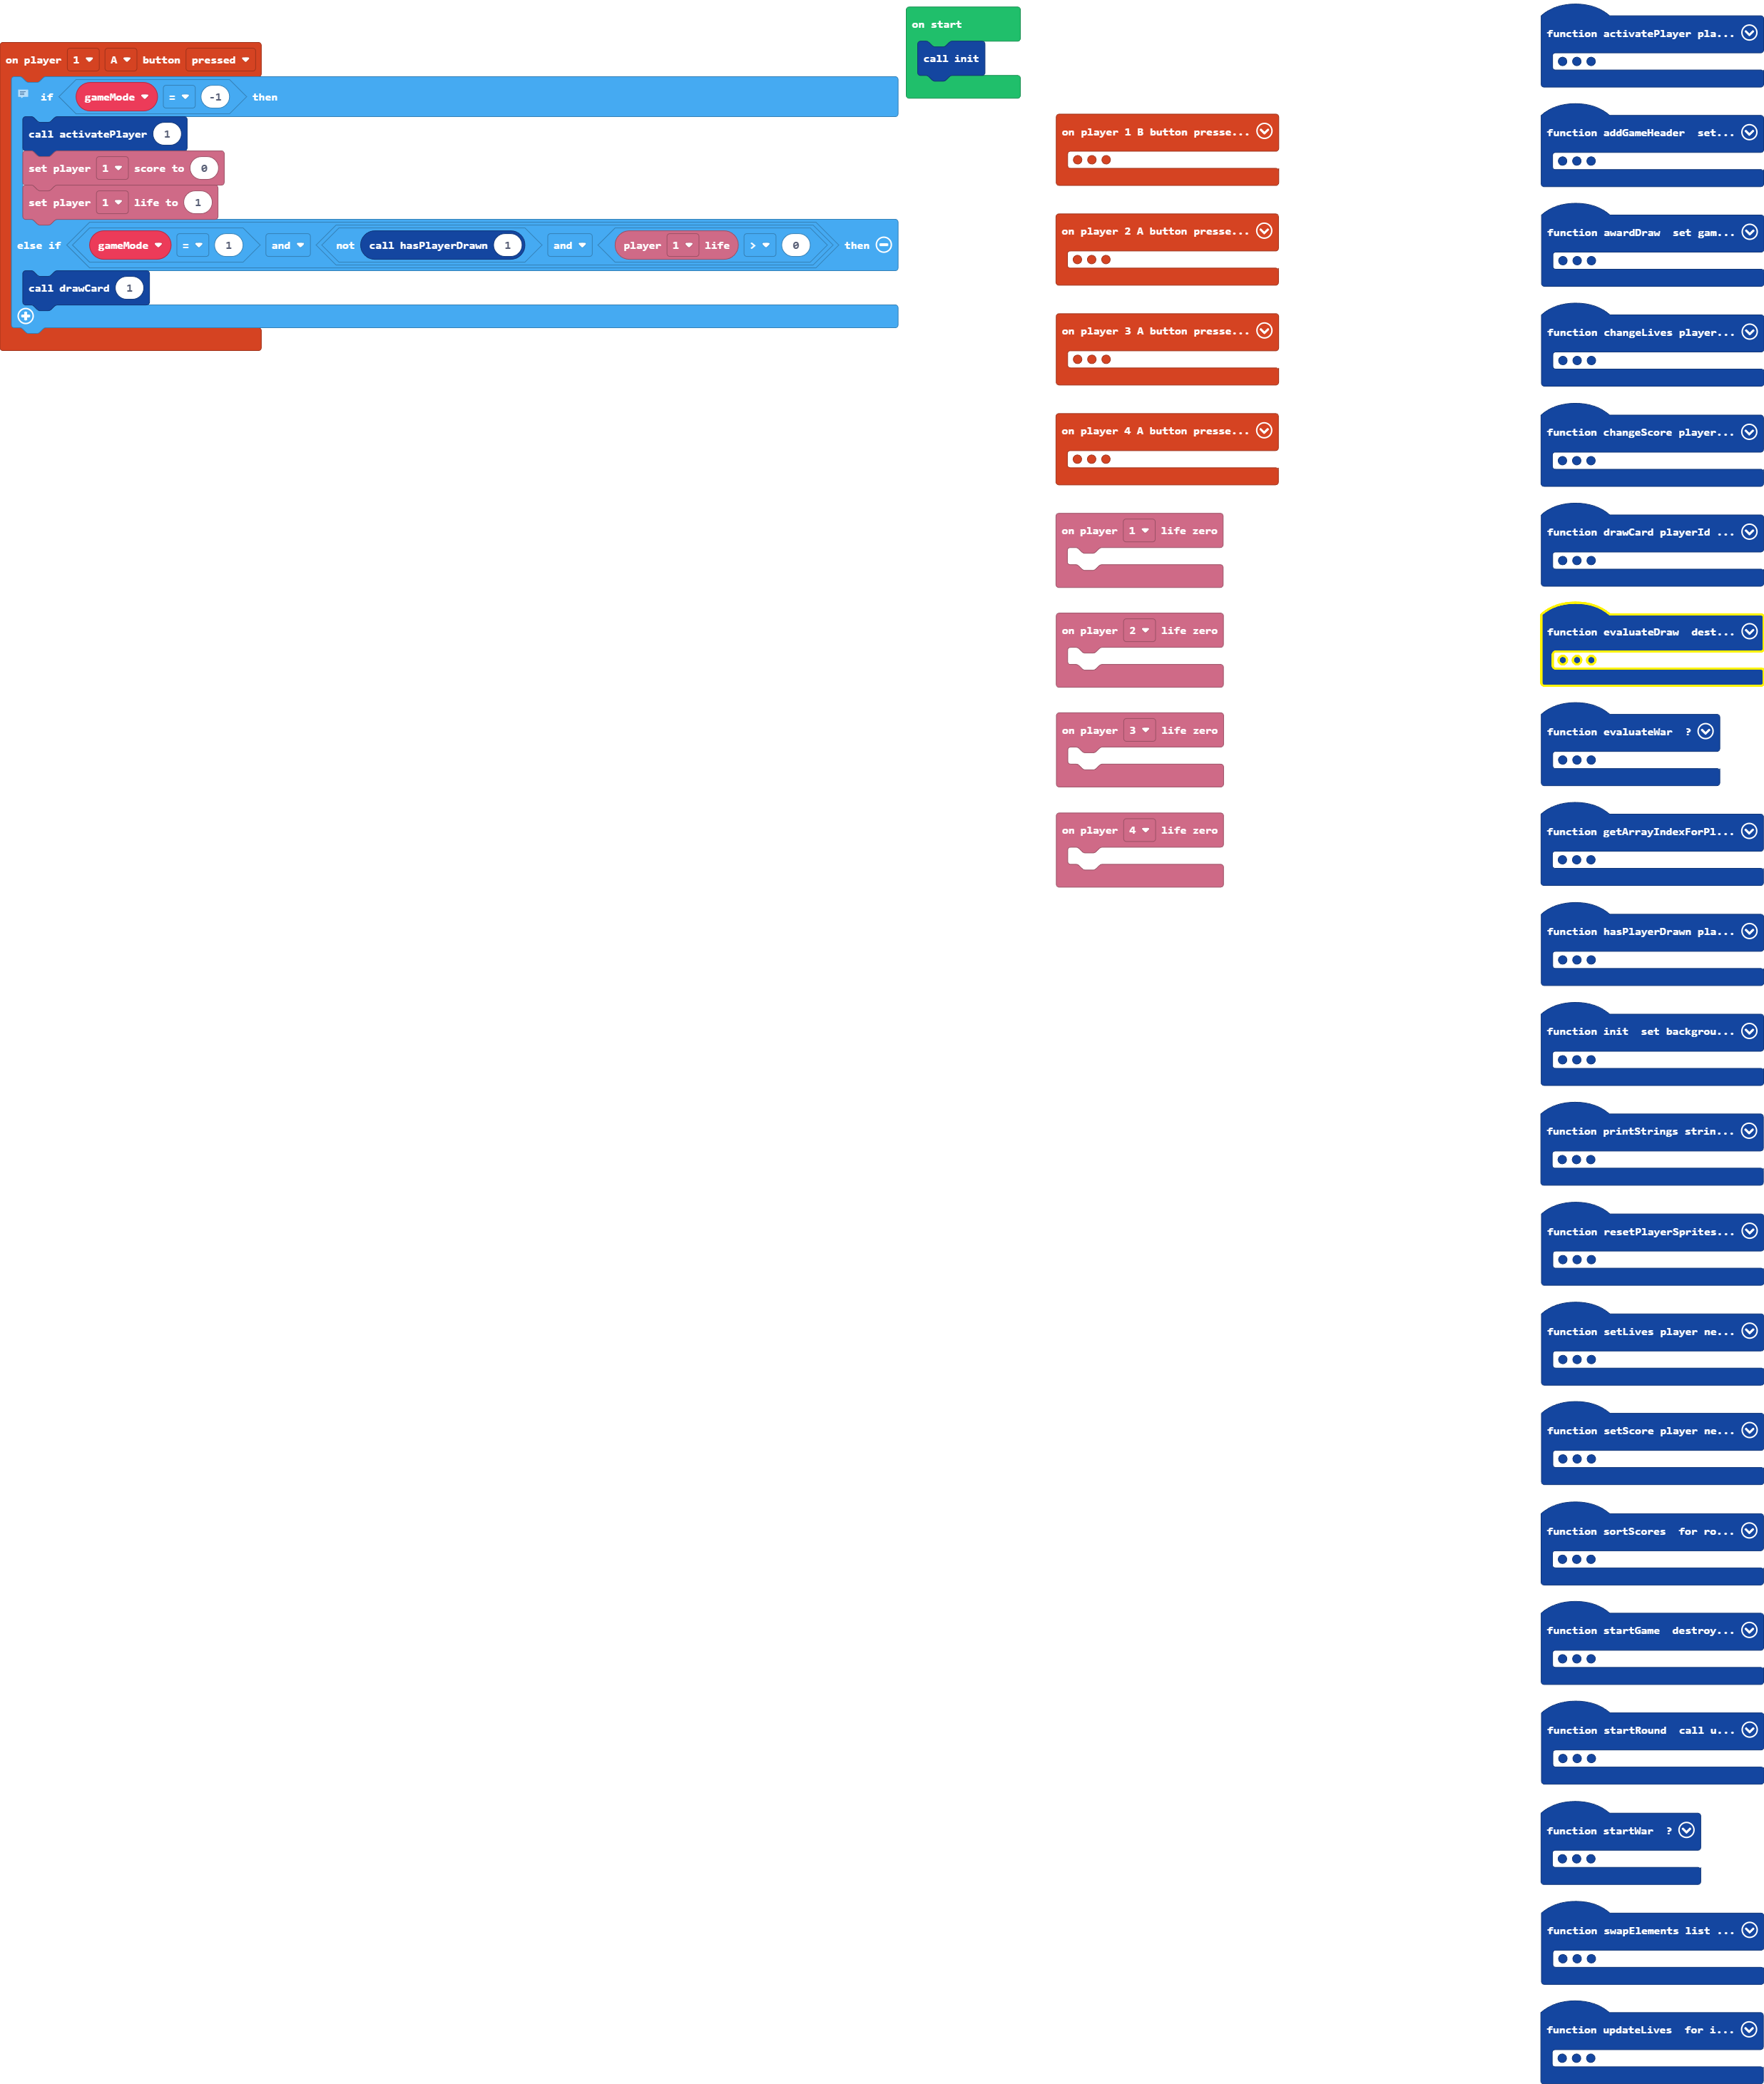 on player 1 A button pressed
if gameMode = -1 then
call activatePlayer 1
set player 1 score to 0
set player 1 life to 1
else if gameMode = 1 and not call hasPlayerDrawn 1 and player 1 life > 0 then
call drawCard 1
on start
call init
on player 1 B button presse...
on player 2 A button presse...
on player 3 A button presse...
on player 4 A button presse...
on player 1 life zero
on player 2 life zero
on player 3 life zero
on player 4 life zero
function activatePlayer pla...
function addGameHeader set...
function awardDraw set gam...
function changeLives player...
function changeScore player...
function drawCard playerId ...
function evaluateDraw dest...
function evaluateWar ?
function getArrayIndexForPl...
function hasPlayerDrawn pla...
function init set backgrou...
function printStrings strin...
function resetPlayerSprites...
function setLives player ne...
function setScore player ne...
function sortScores for ro...
function startGame destroy...
function startRound call u...
function startWar ?
function swapElements list ...
function updateLives for i...